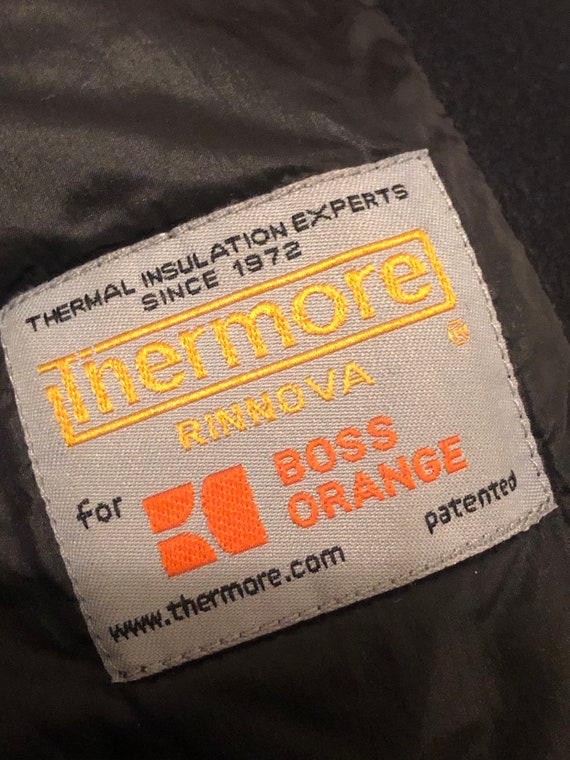 THERMAL INSULATION EXPERTS
SINCE 1972
Thermore
RINNOVA
for BOSS
ORANGE
www.thermore.com patented